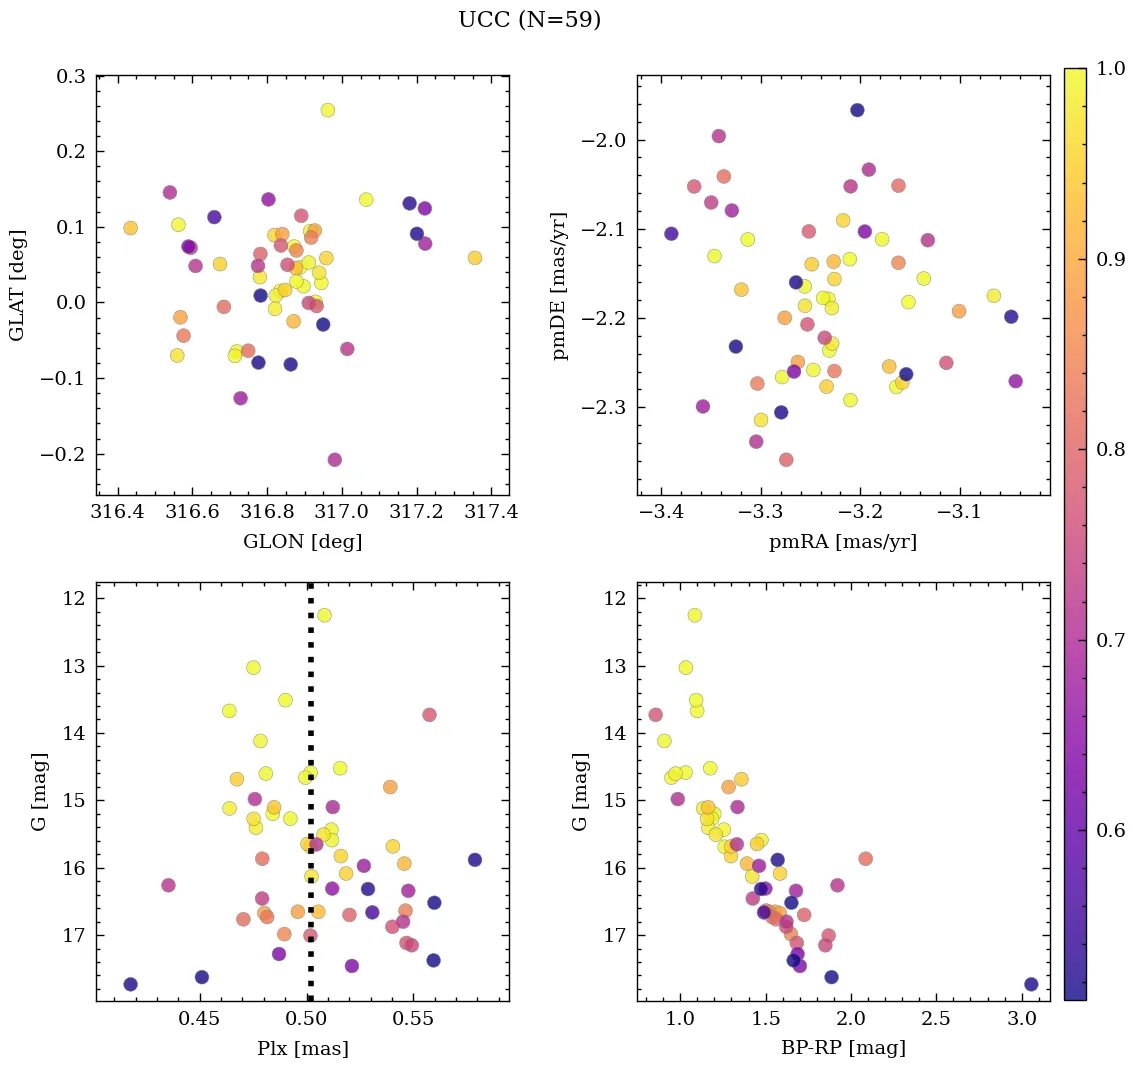 UCC (N=59)
0.3
0.2
0.1
0.0
−0.1
−0.2
GLAT [deg]
316.4 316.6 316.8 317.0 317.2 317.4
GLON [deg]
−2.0
−2.1
−2.2
−2.3
pmDE [mas/yr]
−3.4 −3.3 −3.2 −3.1
pmRA [mas/yr]
12
13
14
15
16
17
G [mag]
0.45 0.50 0.55
Plx [mas]
12
13
14
15
16
17
G [mag]
1.0 1.5 2.0 2.5 3.0
BP-RP [mag]
1.0
0.9
0.8
0.7
0.6